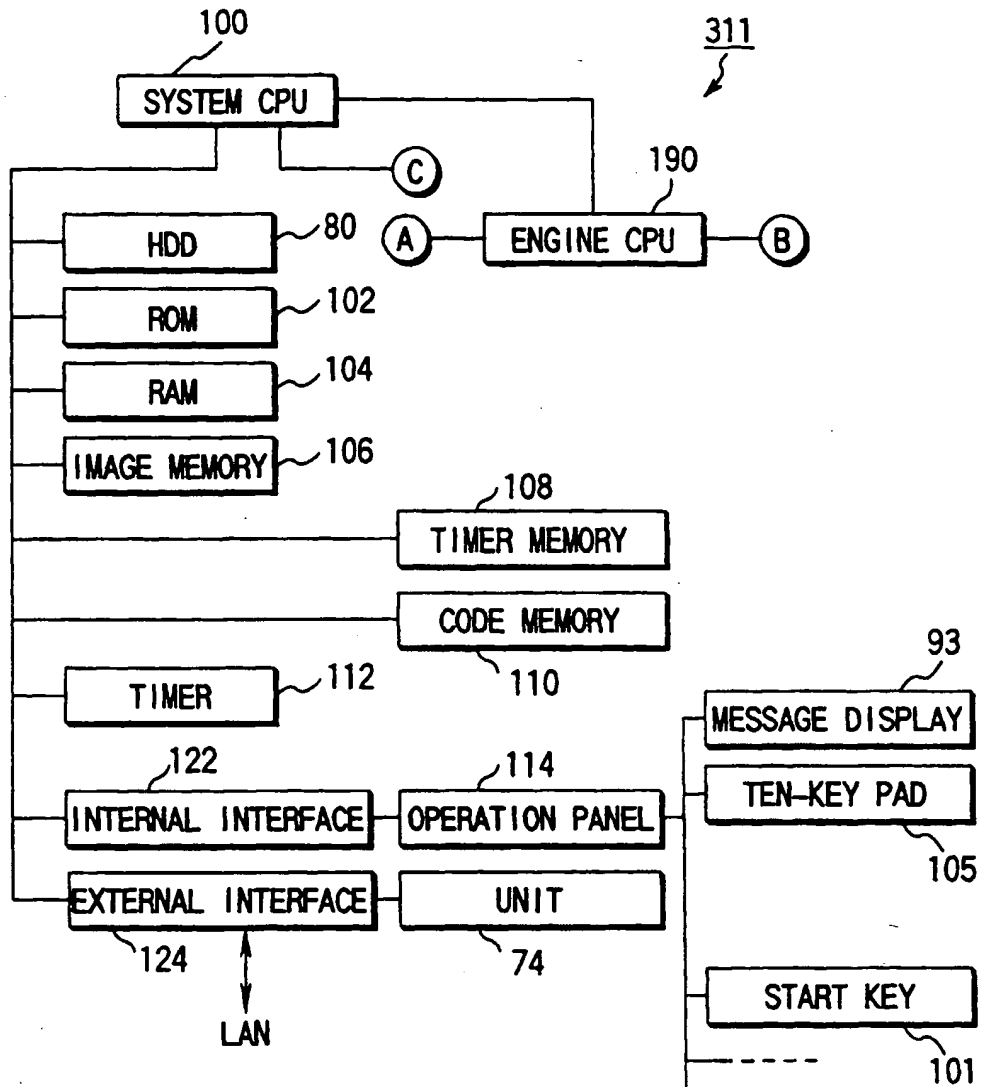 100
311
SYSTEM CPU
C
190
A
ENGINE CPU
B
HDD
80
ROM
102
RAM
104
IMAGE MEMORY
106
108
TIMER MEMORY
CODE MEMORY
110
TIMER
112
93
MESSAGE DISPLAY
122
114
TEN-KEY PAD
INTERNAL INTERFACE
OPERATION PANEL
105
EXTERNAL INTERFACE
UNIT
124
74
START KEY
LAN
101